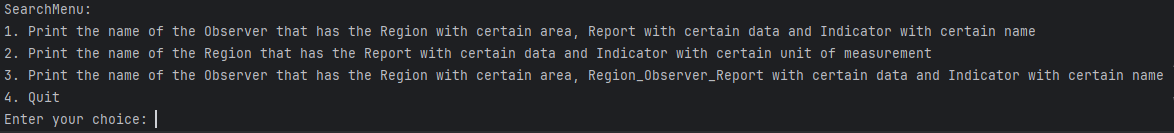 SearchMenu:
1. Print the name of the Observer that has the Region with certain area, Report with certain data and Indicator with certain name
2. Print the name of the Region that has the Report with certain data and Indicator with certain unit of measurement
3. Print the name of the Observer that has the Region with certain area, Region_Observer_Report with certain data and Indicator with certain name
4. Quit
Enter your choice: